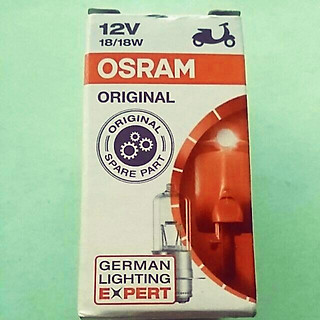 12V
18/18W
OSRAM
ORIGINAL
ORIGINAL
SPARE PART
GERMAN
LIGHTING
EXPERT